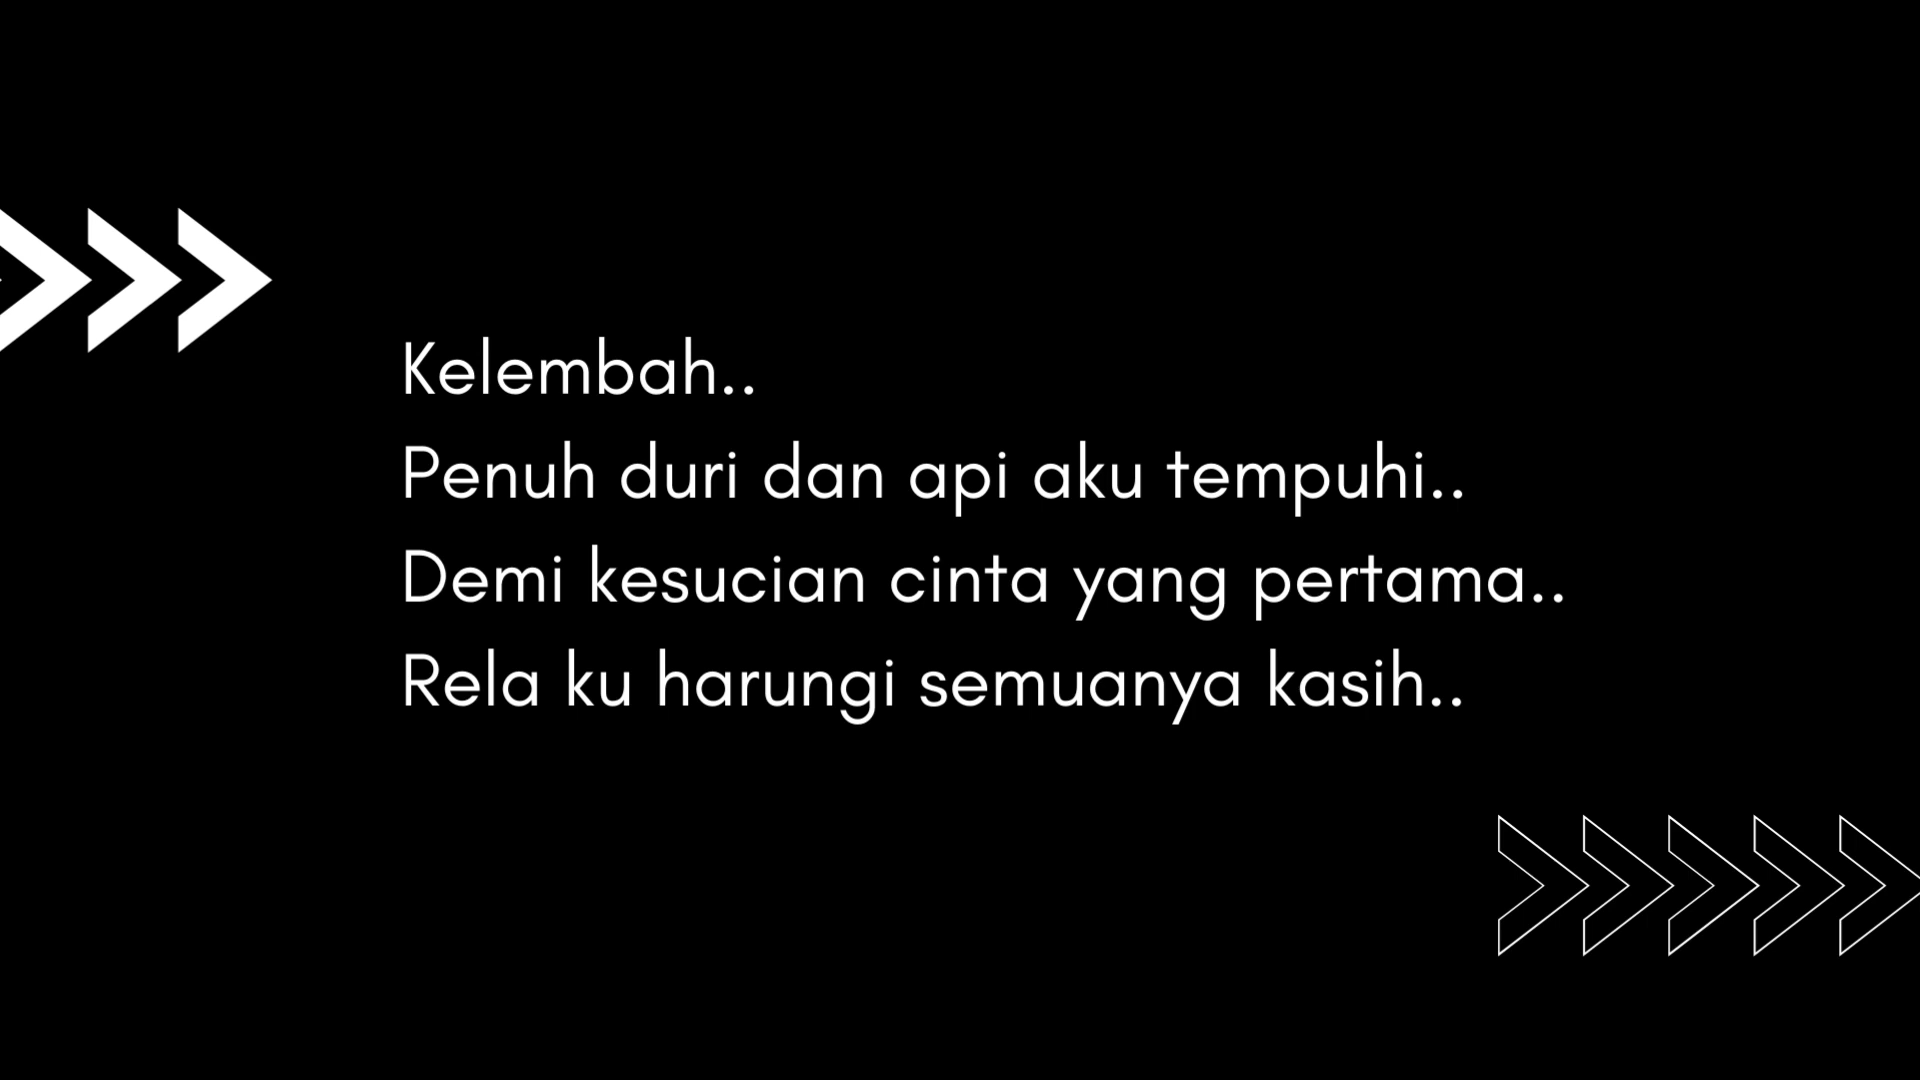 Kelembah..
Penuh duri dan api aku tempuhi..
Demi kesucian cinta yang pertama..
Rela ku harungi semuanya kasih..